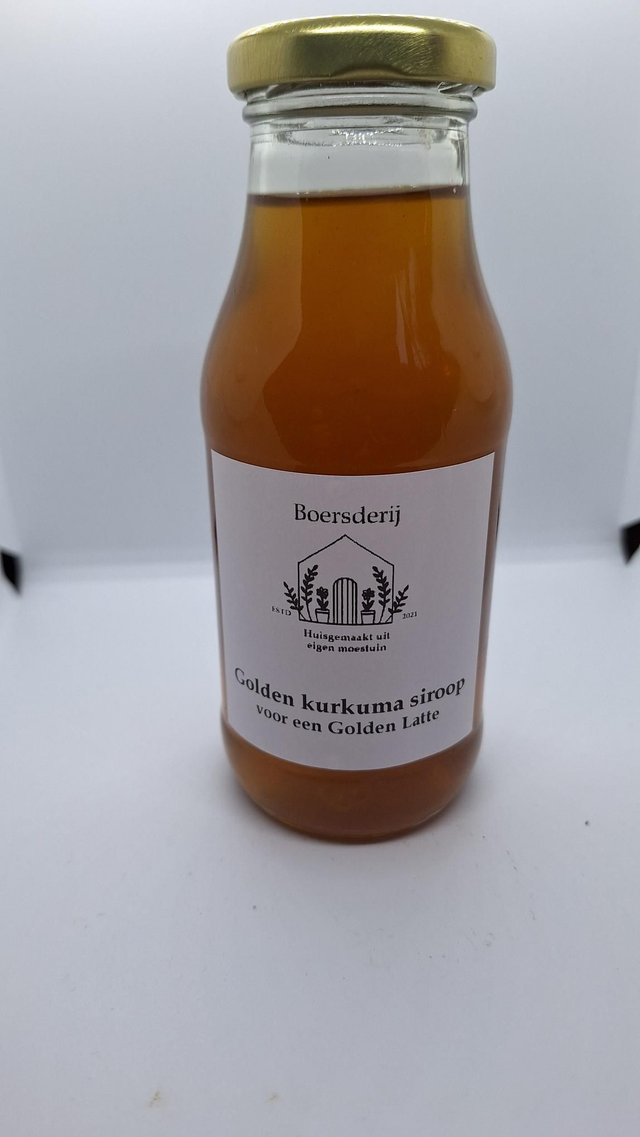 Boersderij
ESTD 2021
Huisgemaakt uit
eigen moestuin
Golden kurkuma siroop
voor een Golden Latte